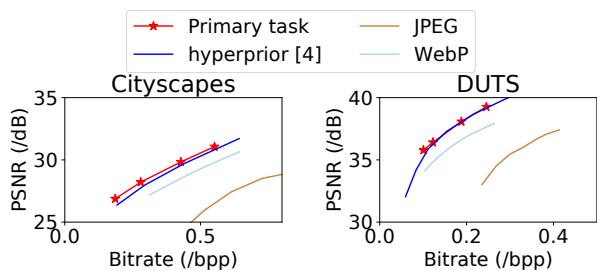 Primary task
JPEG
hyperprior [4]
WebP
Cityscapes
DUTS
35
30
25
PSNR (/dB)
0.0
0.5
Bitrate (/bpp)
40
35
30
PSNR (/dB)
0.0
0.2
0.4
Bitrate (/bpp)